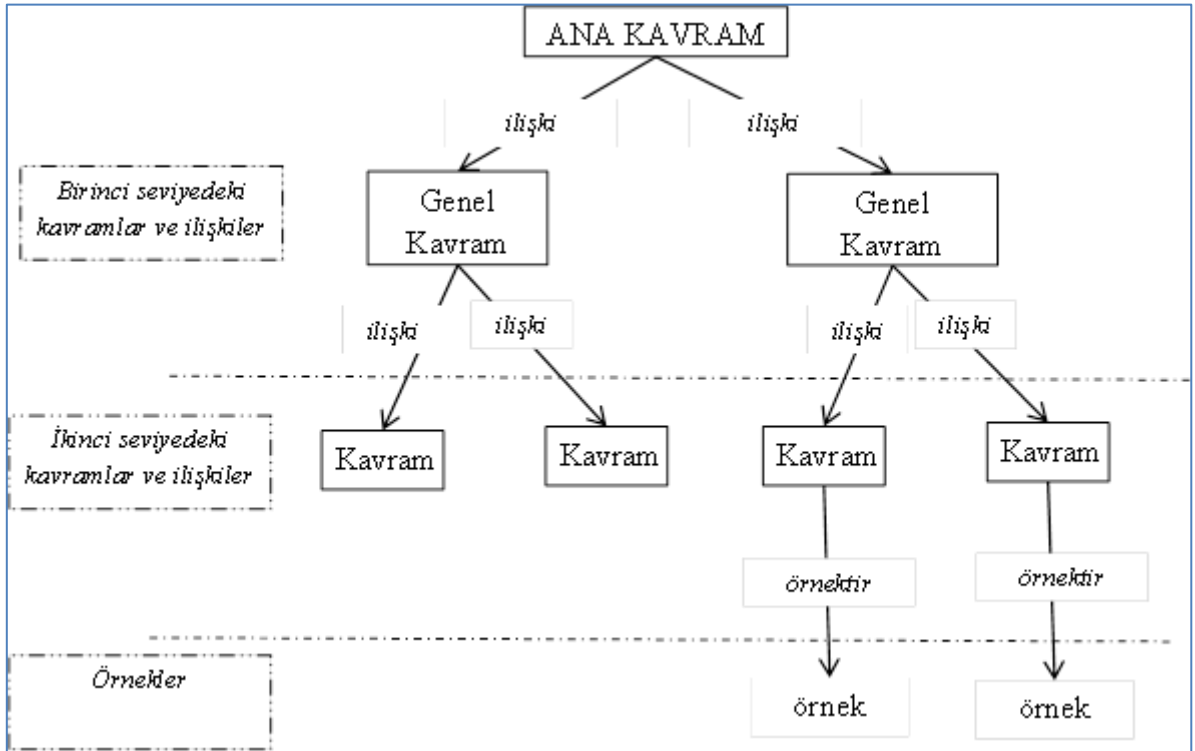 ANA KAVRAM
ilişki
ilişki
Birinci seviyedeki
kavramlar ve ilişkiler
Genel
Kavram
Genel
Kavram
ilişki
ilişki
ilişki
ilişki
İkinci seviyedeki
kavramlar ve ilişkiler
Kavram
Kavram
Kavram
Kavram
örnektir
örnektir
Örnekler
örnek
örnek